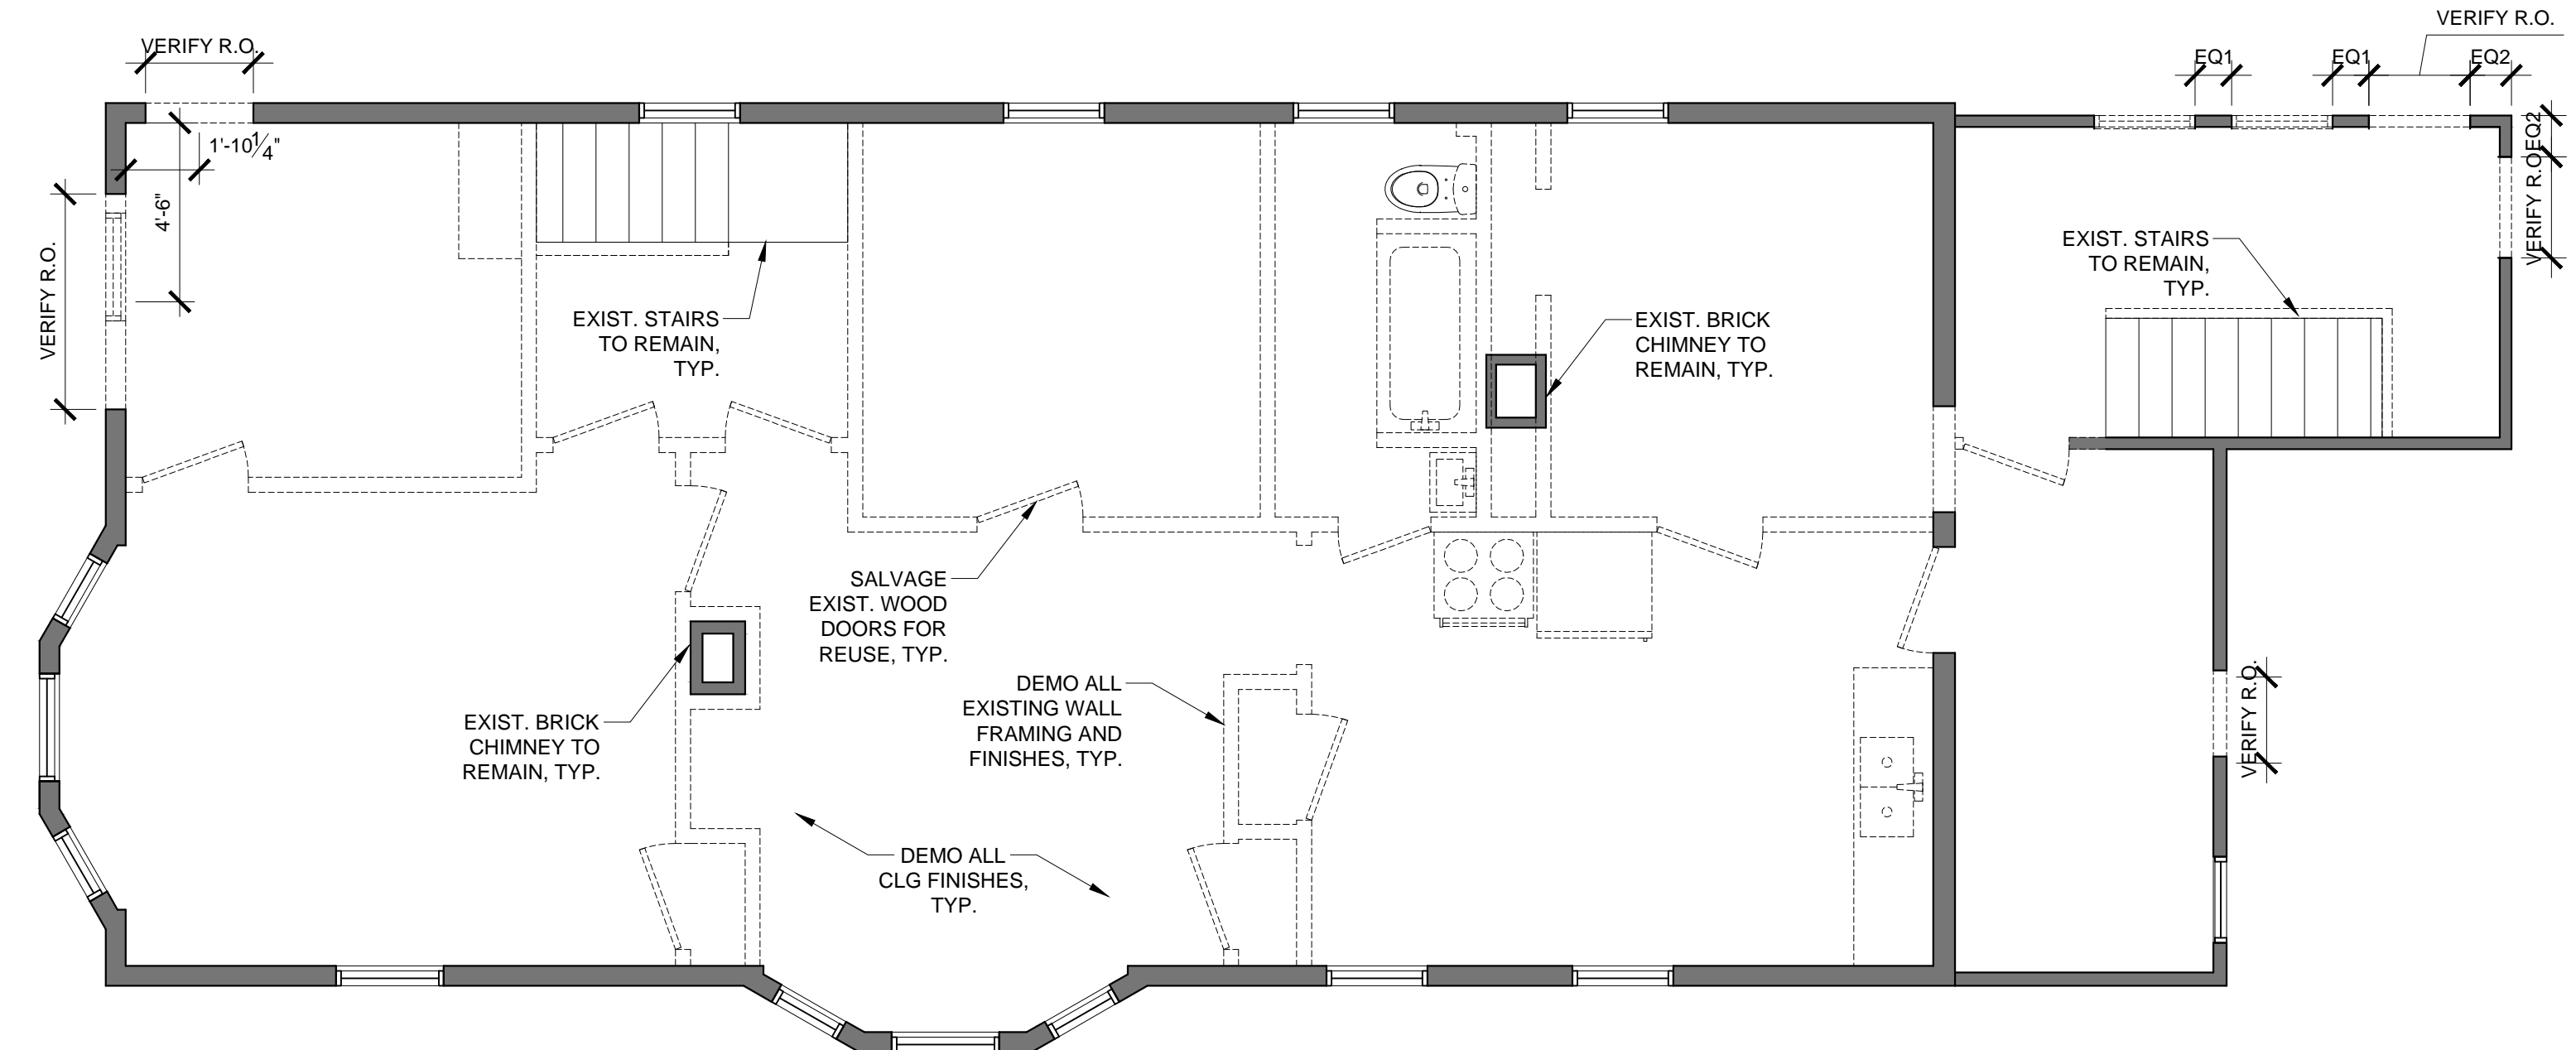 VERIFY R.O.
VERIFY R.O.
EQ1
EQ1
EQ2
EQ2
VERIFY R.O.
1'-10 1/4"
4'-6"
VERIFY R.O.
EXIST. STAIRS
TO REMAIN,
TYP.
EXIST. STAIRS
TO REMAIN,
TYP.
EXIST. BRICK
CHIMNEY TO
REMAIN, TYP.
SALVAGE
EXIST. WOOD
DOORS FOR
REUSE, TYP.
DEMO ALL
EXISTING WALL
FRAMING AND
FINISHES, TYP.
EXIST. BRICK
CHIMNEY TO
REMAIN, TYP.
VERIFY R.O.
DEMO ALL
CLG FINISHES,
TYP.